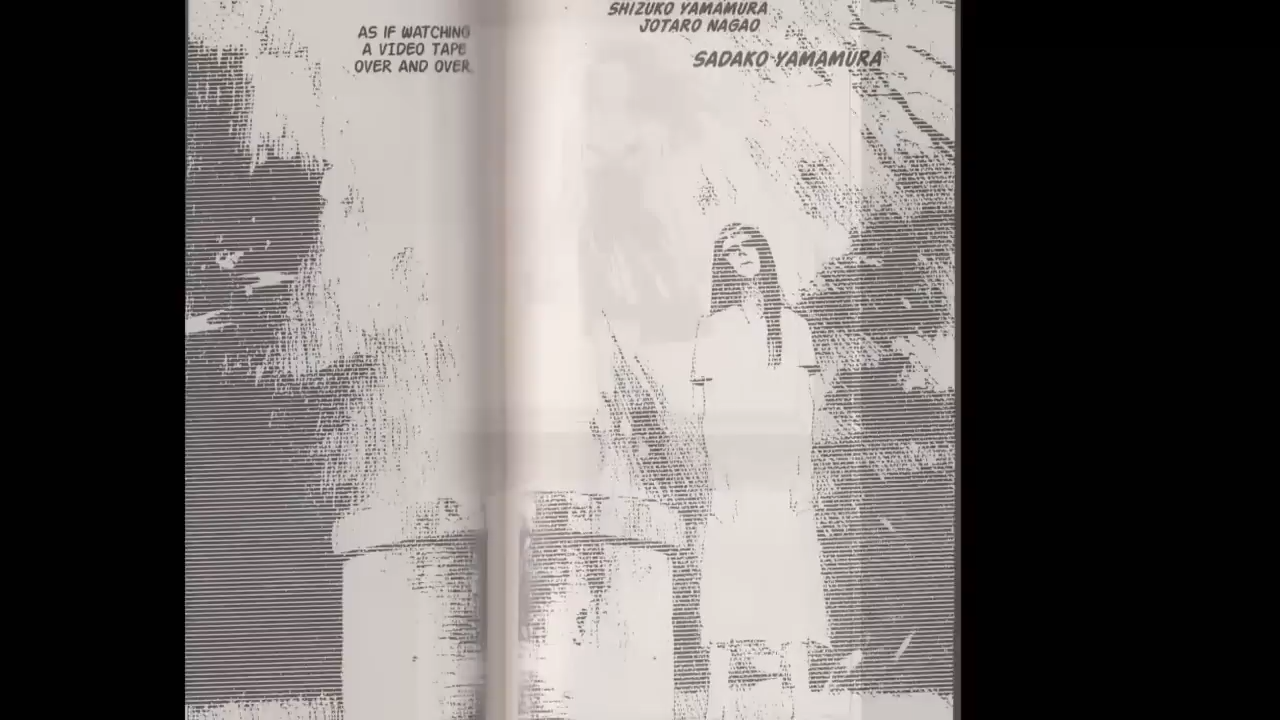 AS IF WATCHING
A VIDEO TAPE
OVER AND OVER.
SHIZUKO YAMAMURA
JOTARO NAGAO
SADAKO YAMAMURA